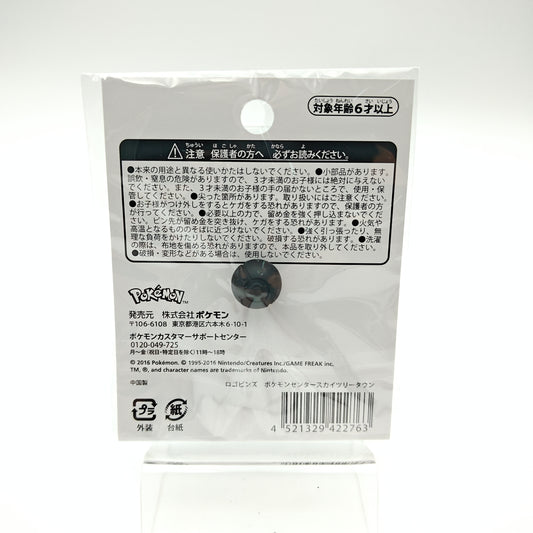 対象年齢6才以上
注意 保護者の方へ 必ずお読みください。
●本来の用途と異なる使いかたはしないでください。●小部品があります。
誤飲・窒息の危険がありますので、3才未満のお子様には絶対に与えない
でください。また、3才未満のお子様の手の届かないところで、使用・保
管してください。●尖った箇所があります。取り扱いにはご注意ください。
●お子様がつけ外しをするとケガをする恐れがありますので、保護者の方
が行ってください。●必要以上の力で、留め金を強く押し込まないでくださ
い。ピン先が留め金を突き抜け、ケガをする恐れがあります。●火気や
高温となるもののそばに近づけないでください。●強く引っ張ったり、無
理な負荷をかけたりしないでください。破損する恐れがあります。●洗濯
の際は、布地を傷める恐れがありますので、本品を取り外してください。
●破損・変形などがある場合は、使用しないでください。
POKéMON™
発売元 株式会社ポケモン
〒106-6108 東京都港区六本木6-10-1
ポケモンカスタマーサポートセンター
0120-049-725
月～金(祝日・特定日を除く)11時～18時
© 2016 Pokémon. © 1995-2016 Nintendo/Creatures Inc./GAME FREAK inc.
TM, ®, and character names are trademarks of Nintendo.
中国製
ロゴピンズ ポケモンセンタースカイツリータウン
プラ
外装
紙
台紙
4 521329 422763